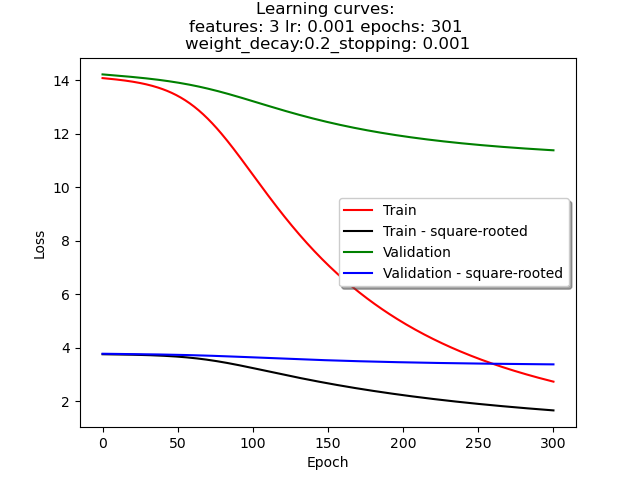 Learning curves:
features: 3 lr: 0.001 epochs: 301
weight_decay:0.2_stopping: 0.001
14
12
10
8
6
4
2
Loss
Train
Train - square-rooted
Validation
Validation - square-rooted
0 50 100 150 200 250 300
Epoch